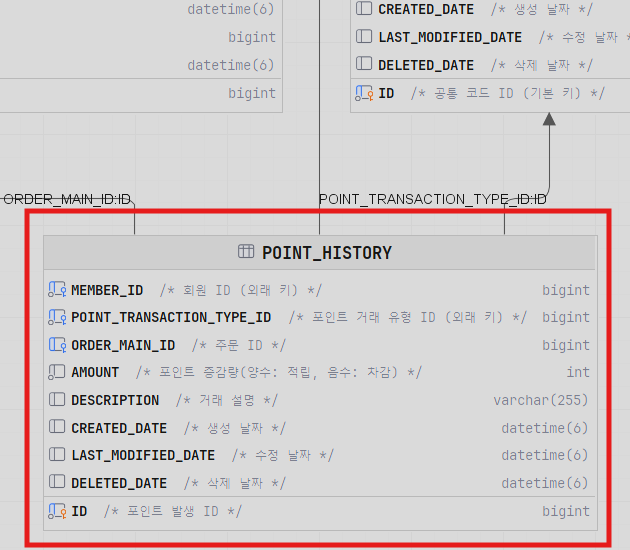 datetime(6)
bigint
datetime(6)
bigint
CREATED_DATE /* 생성 날짜 */
LAST_MODIFIED_DATE /* 수정 날짜 *
DELETED_DATE /* 삭제 날짜 */
ID /* 공통 코드 ID (기본 키) */
ORDER_MAIN_ID:ID
POINT_TRANSACTION_TYPE_ID:ID
POINT_HISTORY
MEMBER_ID /* 회원 ID (외래 키) */ bigint
POINT_TRANSACTION_TYPE_ID /* 포인트 거래 유형 ID (외래 키) */ bigint
ORDER_MAIN_ID /* 주문 ID */ bigint
AMOUNT /* 포인트 증감량(양수: 적립, 음수: 차감) */ int
DESCRIPTION /* 거래 설명 */ varchar(255)
CREATED_DATE /* 생성 날짜 */ datetime(6)
LAST_MODIFIED_DATE /* 수정 날짜 */ datetime(6)
DELETED_DATE /* 삭제 날짜 */ datetime(6)
ID /* 포인트 발생 ID */ bigint